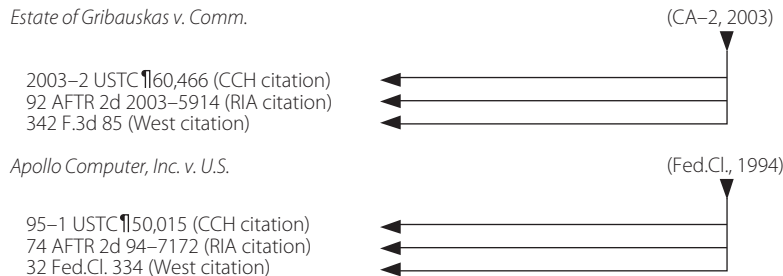 Estate of Gribauskas v. Comm. (CA–2, 2003)
2003–2 USTC ¶60,466 (CCH citation)
92 AFTR 2d 2003–5914 (RIA citation)
342 F.3d 85 (West citation)
Apollo Computer, Inc. v. U.S. (Fed.Cl., 1994)
95–1 USTC ¶50,015 (CCH citation)
74 AFTR 2d 94–7172 (RIA citation)
32 Fed.Cl. 334 (West citation)